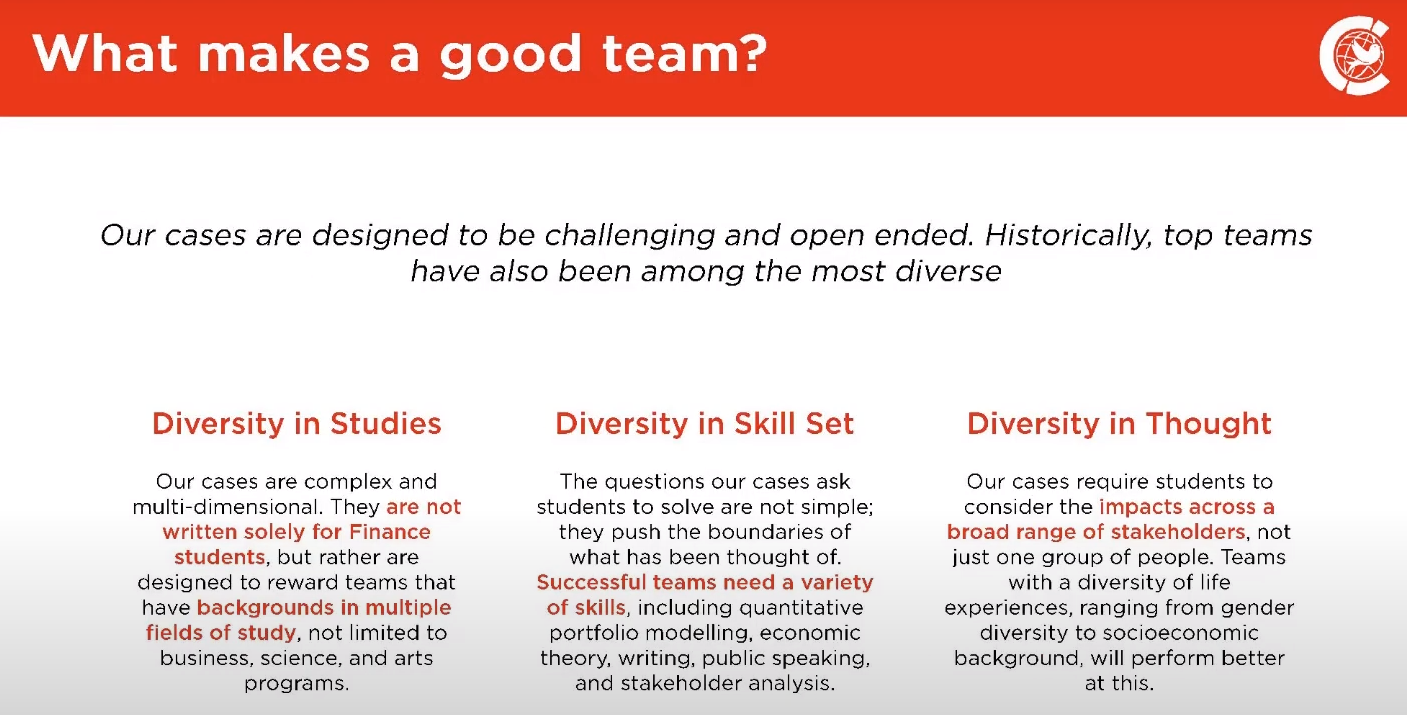 What makes a good team?
Our cases are designed to be challenging and open ended. Historically, top teams
have also been among the most diverse
Diversity in Studies
Our cases are complex and
multi-dimensional. They are not
written solely for Finance
students, but rather are
designed to reward teams that
have backgrounds in multiple
fields of study, not limited to
business, science, and arts
programs.
Diversity in Skill Set
The questions our cases ask
students to solve are not simple;
they push the boundaries of
what has been thought of.
Successful teams need a variety
of skills, including quantitative
portfolio modelling, economic
theory, writing, public speaking,
and stakeholder analysis.
Diversity in Thought
Our cases require students to
consider the impacts across a
broad range of stakeholders, not
just one group of people. Teams
with a diversity of life
experiences, ranging from gender
diversity to socioeconomic
background, will perform better
at this.